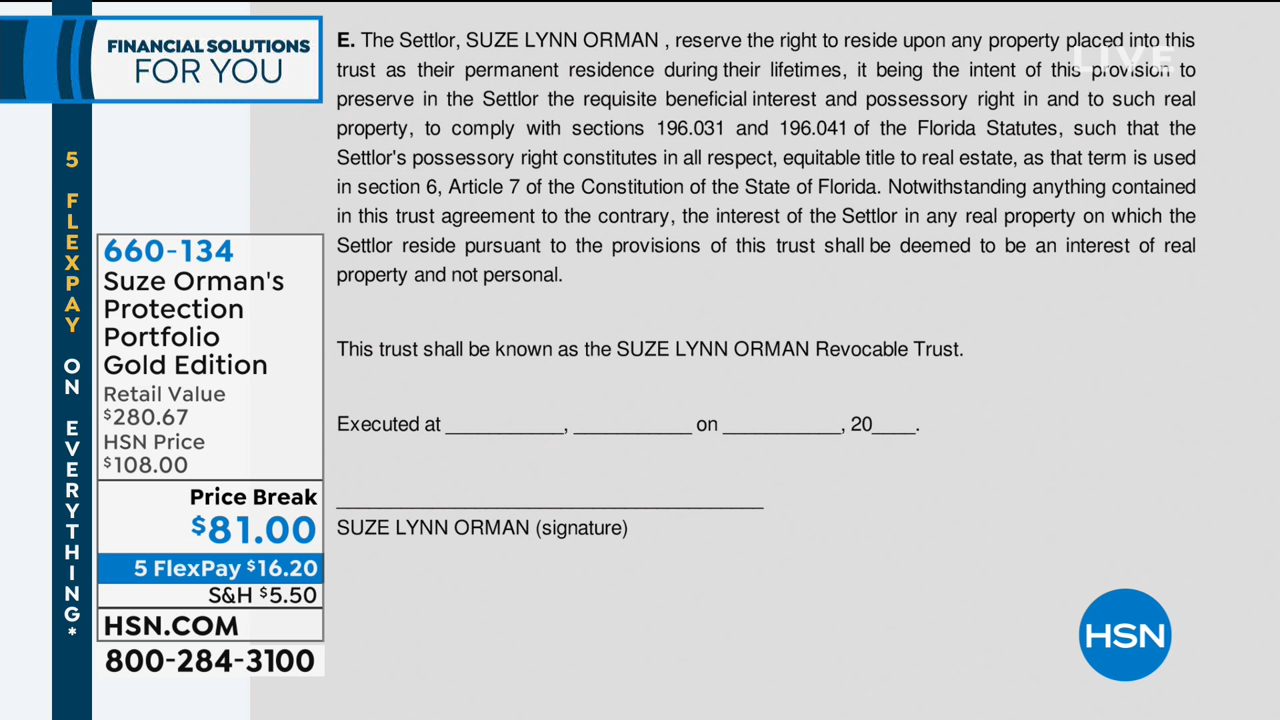 FINANCIAL SOLUTIONS
FOR YOU
5 FLEXPAY ON EVERYTHING*
660-134
Suze Orman's
Protection
Portfolio
Gold Edition
Retail Value
$280.67
HSN Price
$108.00
Price Break
$81.00
5 FlexPay $16.20
S&H $5.50
HSN.COM
800-284-3100
LIVE
E. The Settlor, SUZE LYNN ORMAN , reserve the right to reside upon any property placed into this
trust as their permanent residence during their lifetimes, it being the intent of this provision to
preserve in the Settlor the requisite beneficial interest and possessory right in and to such real
property, to comply with sections 196.031 and 196.041 of the Florida Statutes, such that the
Settlor's possessory right constitutes in all respect, equitable title to real estate, as that term is used
in section 6, Article 7 of the Constitution of the State of Florida. Notwithstanding anything contained
in this trust agreement to the contrary, the interest of the Settlor in any real property on which the
Settlor reside pursuant to the provisions of this trust shall be deemed to be an interest of real
property and not personal.
This trust shall be known as the SUZE LYNN ORMAN Revocable Trust.
Executed at ___________, ___________ on ___________, 20____.
________________________________________
SUZE LYNN ORMAN (signature)
HSN